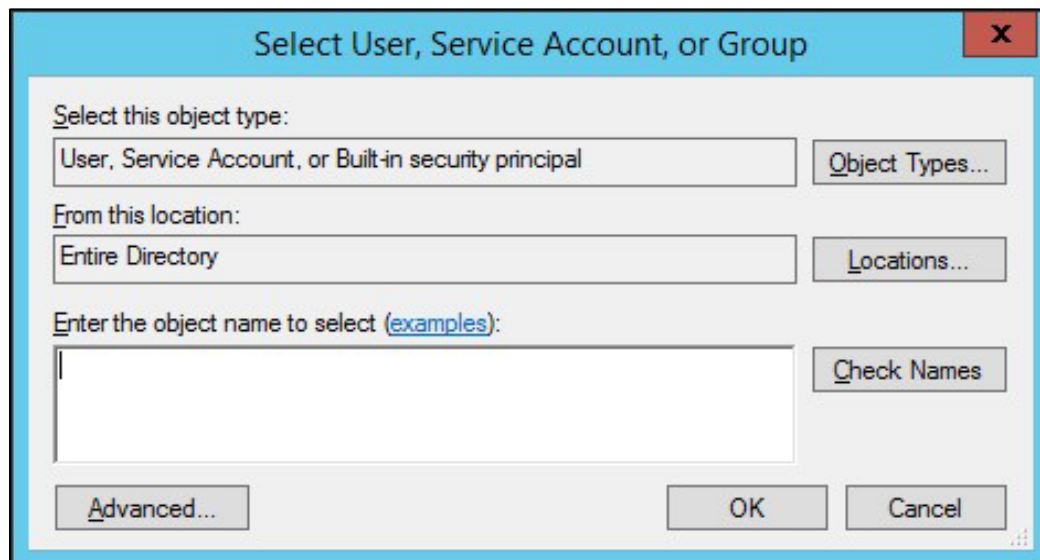 Select User, Service Account, or Group
x
Select this object type:
User, Service Account, or Built-in security principal
Object Types...
From this location:
Entire Directory
Locations...
Enter the object name to select (examples):
Check Names
Advanced...
OK
Cancel